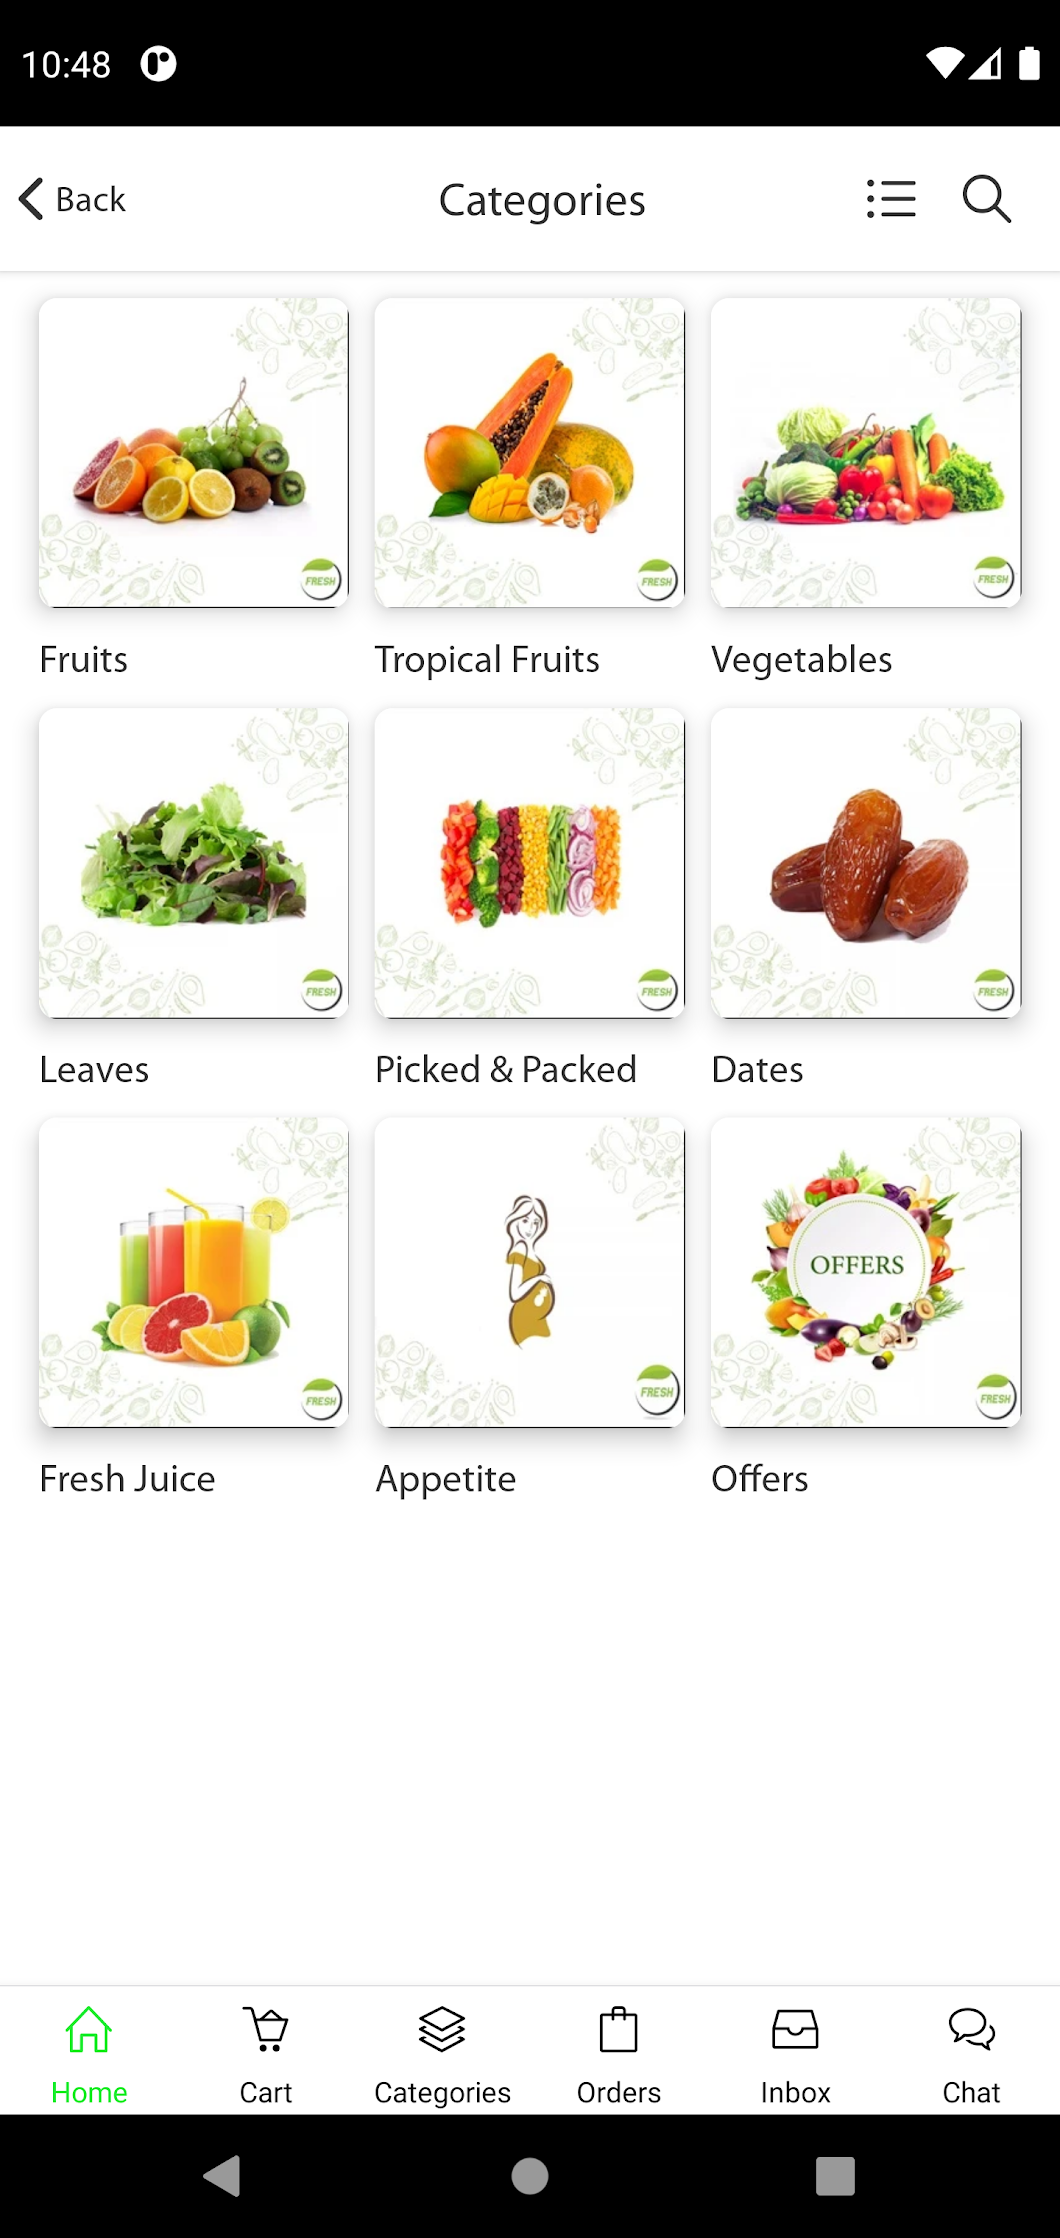 10:48
Back
Categories
FRESH
FRESH
FRESH
Fruits
Tropical Fruits
Vegetables
FRESH
FRESH
FRESH
Leaves
Picked & Packed
Dates
OFFERS
FRESH
FRESH
FRESH
Fresh Juice
Appetite
Offers
Home
Cart
Categories
Orders
Inbox
Chat